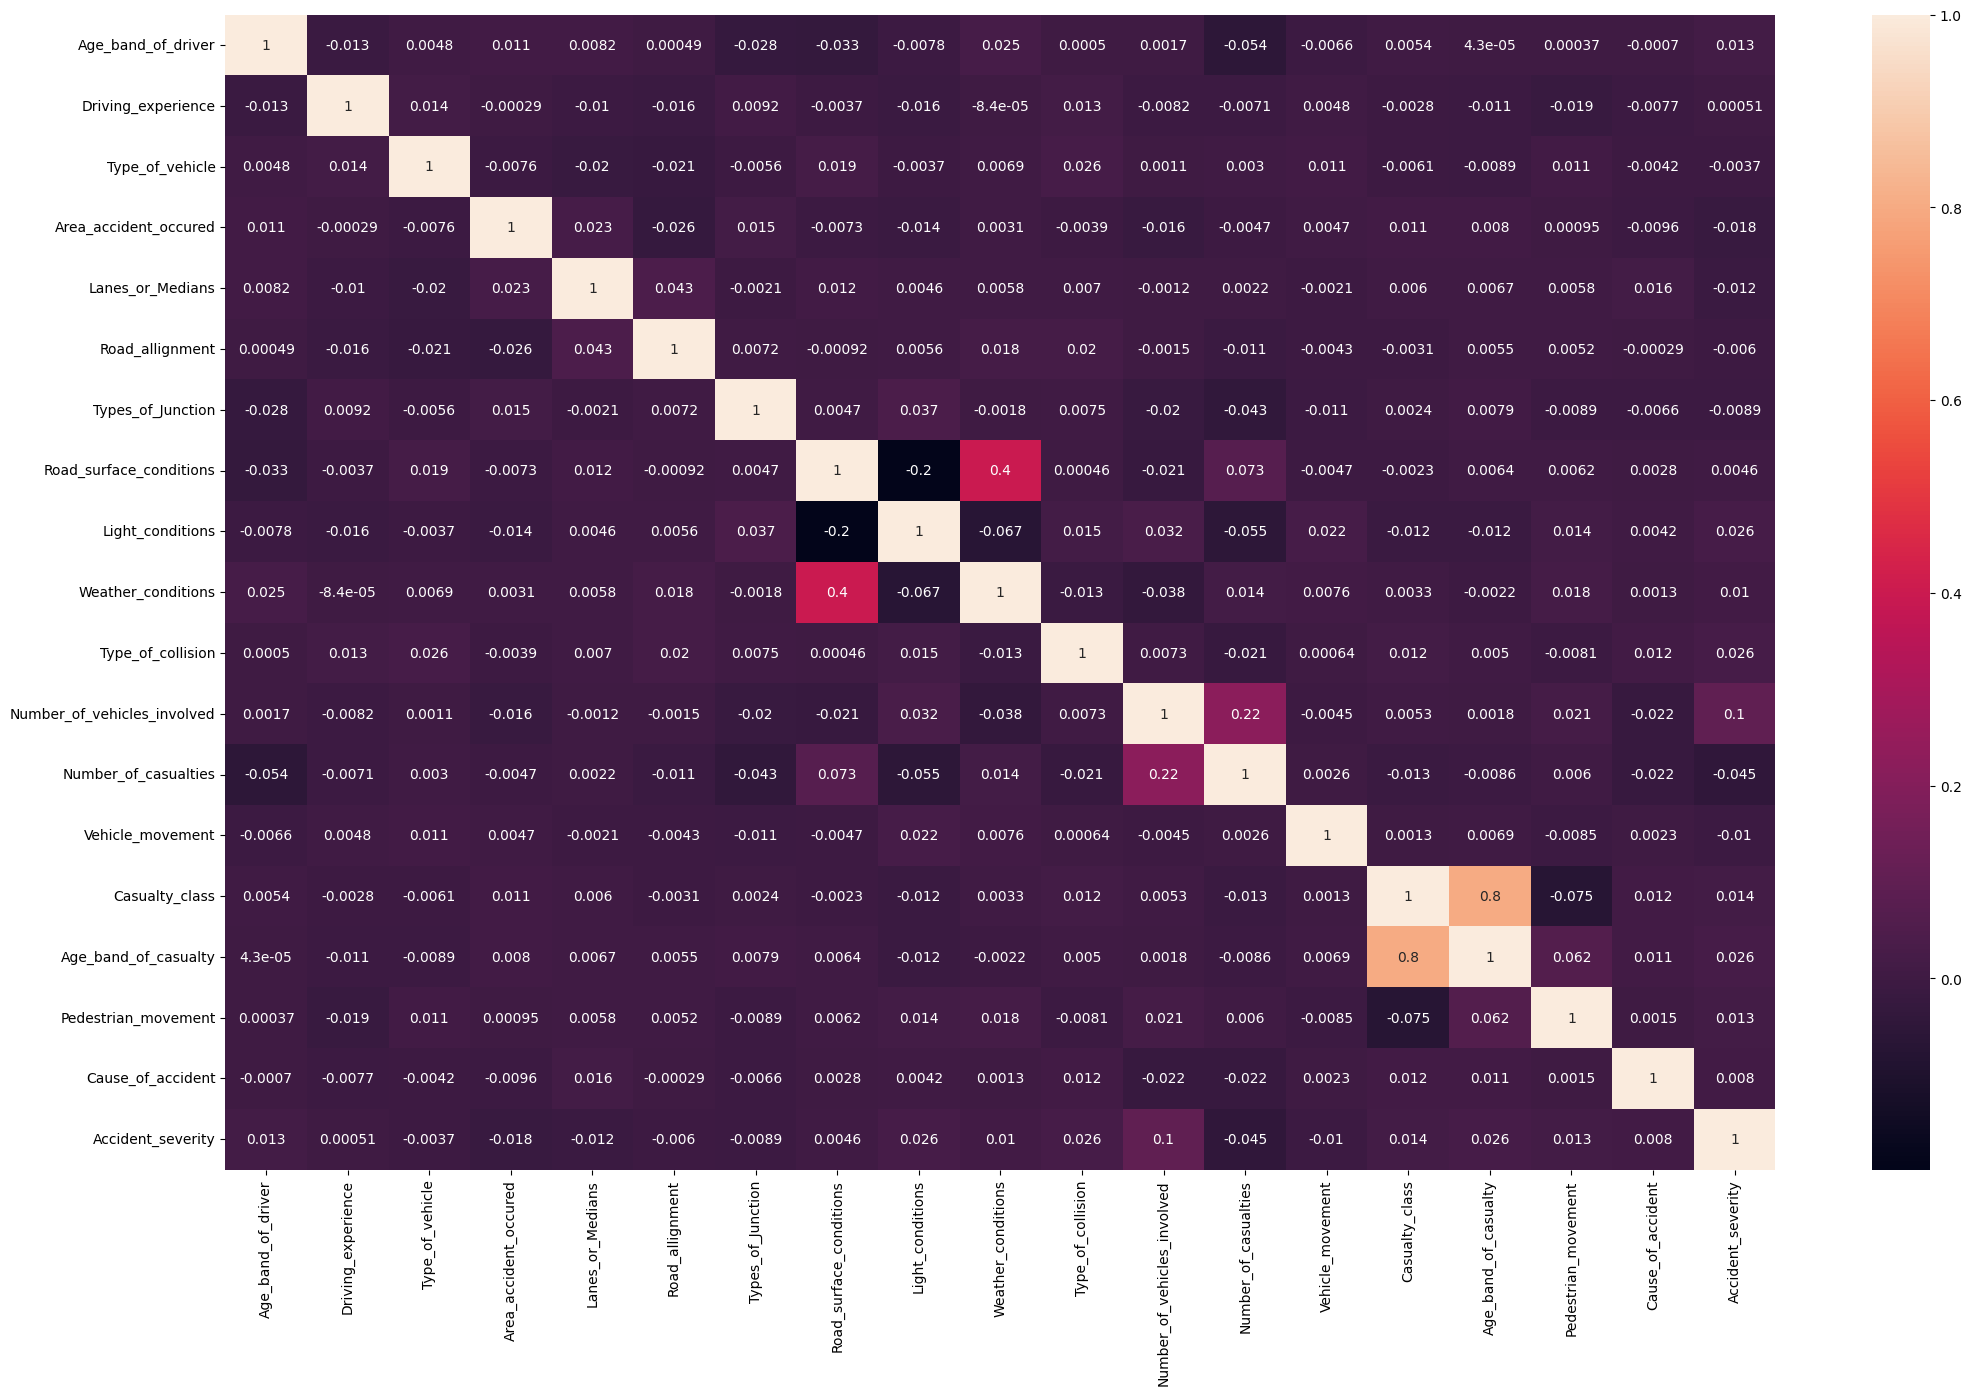 Age_band_of_driver 1 -0.013 0.0048 0.011 0.0082 0.00049 -0.028 -0.033 -0.0078 0.025 0.0005 0.0017 -0.054 -0.0066 0.0054 4.3e-05 0.00037 -0.0007 0.013
Driving_experience -0.013 1 0.014 -0.00029 -0.01 -0.016 0.0092 -0.0037 -0.016 -8.4e-05 0.013 -0.0082 -0.0071 0.0048 -0.0028 -0.011 -0.019 -0.0077 0.00051
Type_of_vehicle 0.0048 0.014 1 -0.0076 -0.02 -0.021 -0.0056 0.019 -0.0037 0.0069 0.026 0.0011 0.003 0.011 -0.0061 -0.0089 0.011 -0.0042 -0.0037
Area_accident_occured 0.011 -0.00029 -0.0076 1 0.023 -0.026 0.015 -0.0073 -0.014 0.0031 -0.0039 -0.016 -0.0047 0.0047 0.011 0.008 0.00095 -0.0096 -0.018
Lanes_or_Medians 0.0082 -0.01 -0.02 0.023 1 0.043 -0.0021 0.012 0.0046 0.0058 0.007 -0.0012 0.0022 -0.0021 0.006 0.0067 0.0058 0.016 -0.012
Road_allignment 0.00049 -0.016 -0.021 -0.026 0.043 1 0.0072 -0.00092 0.0056 0.018 0.02 -0.0015 -0.011 -0.0043 -0.0031 0.0055 0.0052 -0.00029 -0.006
Types_of_Junction -0.028 0.0092 -0.0056 0.015 -0.0021 0.0072 1 0.0047 0.037 -0.0018 0.0075 -0.02 -0.043 -0.011 0.0024 0.0079 -0.0089 -0.0066 -0.0089
Road_surface_conditions -0.033 -0.0037 0.019 -0.0073 0.012 -0.00092 0.0047 1 -0.2 0.4 0.00046 -0.021 0.073 -0.0047 -0.0023 0.0064 0.0062 0.0028 0.0046
Light_conditions -0.0078 -0.016 -0.0037 -0.014 0.0046 0.0056 0.037 -0.2 1 -0.067 0.015 0.032 -0.055 0.022 -0.012 -0.012 0.014 0.0042 0.026
Weather_conditions 0.025 -8.4e-05 0.0069 0.0031 0.0058 0.018 -0.0018 0.4 -0.067 1 -0.013 -0.038 0.014 0.0076 0.0033 -0.0022 0.018 0.0013 0.01
Type_of_collision 0.0005 0.013 0.026 -0.0039 0.007 0.02 0.0075 0.00046 0.015 -0.013 1 0.0073 -0.021 0.00064 0.012 0.005 -0.0081 0.012 0.026
Number_of_vehicles_involved 0.0017 -0.0082 0.0011 -0.016 -0.0012 -0.0015 -0.02 -0.021 0.032 -0.038 0.0073 1 0.22 -0.0045 0.0053 0.0018 0.021 -0.022 0.1
Number_of_casualties -0.054 -0.0071 0.003 -0.0047 0.0022 -0.011 -0.043 0.073 -0.055 0.014 -0.021 0.22 1 0.0026 -0.013 -0.0086 0.006 -0.022 -0.045
Vehicle_movement -0.0066 0.0048 0.011 0.0047 -0.0021 -0.0043 -0.011 -0.0047 0.022 0.0076 0.00064 -0.0045 0.0026 1 0.0013 0.0069 -0.0085 0.0023 -0.01
Casualty_class 0.0054 -0.0028 -0.0061 0.011 0.006 -0.0031 0.0024 -0.0023 -0.012 0.0033 0.012 0.0053 -0.013 0.0013 1 0.8 -0.075 0.012 0.014
Age_band_of_casualty 4.3e-05 -0.011 -0.0089 0.008 0.0067 0.0055 0.0079 0.0064 -0.012 -0.0022 0.005 0.0018 -0.0086 0.0069 0.8 1 0.062 0.011 0.026
Pedestrian_movement 0.00037 -0.019 0.011 0.00095 0.0058 0.0052 -0.0089 0.0062 0.014 0.018 -0.0081 0.021 0.006 -0.0085 -0.075 0.062 1 0.0015 0.013
Cause_of_accident -0.0007 -0.0077 -0.0042 -0.0096 0.016 -0.00029 -0.0066 0.0028 0.0042 0.0013 0.012 -0.022 -0.022 0.0023 0.012 0.011 0.0015 1 0.008
Accident_severity 0.013 0.00051 -0.0037 -0.018 -0.012 -0.006 -0.0089 0.0046 0.026 0.01 0.026 0.1 -0.045 -0.01 0.014 0.026 0.013 0.008 1
Age_band_of_driver
Driving_experience
Type_of_vehicle
Area_accident_occured
Lanes_or_Medians
Road_allignment
Types_of_Junction
Road_surface_conditions
Light_conditions
Weather_conditions
Type_of_collision
Number_of_vehicles_involved
Number_of_casualties
Vehicle_movement
Casualty_class
Age_band_of_casualty
Pedestrian_movement
Cause_of_accident
Accident_severity
1.0
0.8
0.6
0.4
0.2
0.0